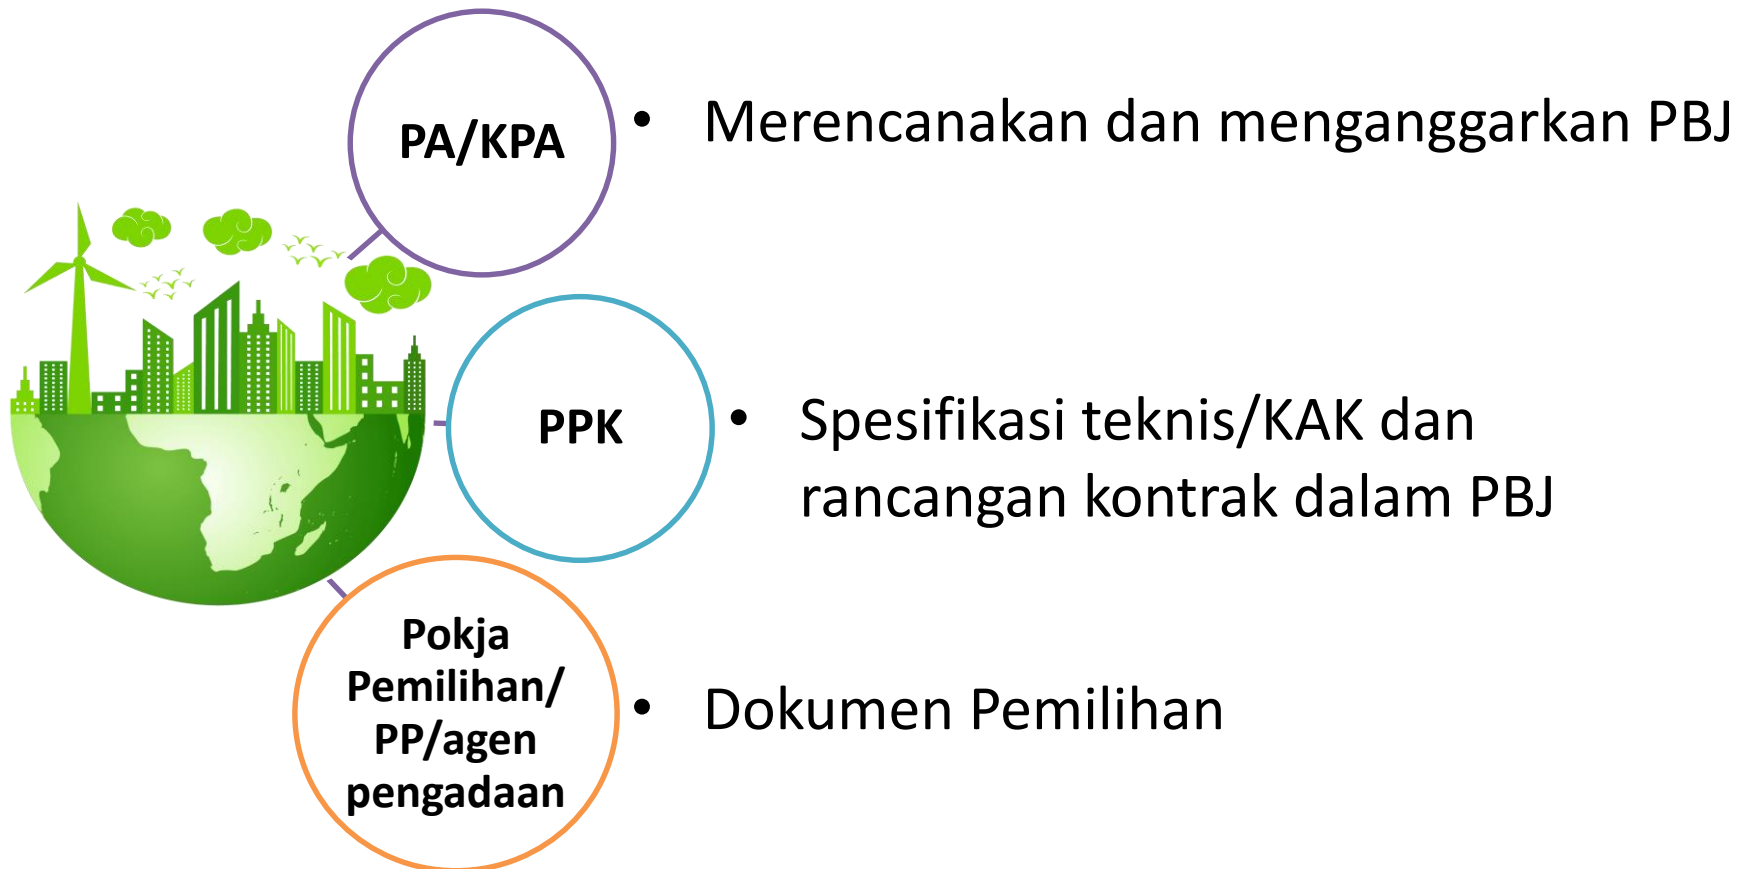 PA/KPA
• Merencanakan dan menganggarkan PBJ
PPK
• Spesifikasi teknis/KAK dan
rancangan kontrak dalam PBJ
Pokja
Pemilihan/
PP/agen
pengadaan
• Dokumen Pemilihan